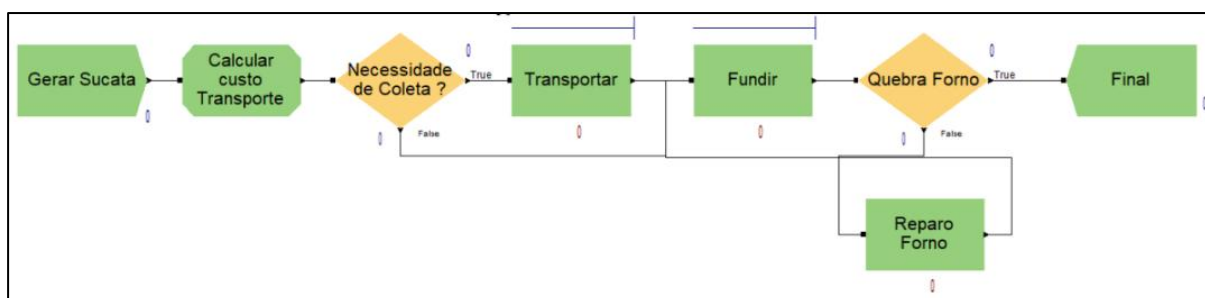 Gerar Sucata
Calcular
custo
Transporte
Necessidade
de Coleta ?
True
False
Transportar
Fundir
Quebra Forno
True
False
Final
Reparo
Forno
0
0
0
0
0
0
0
0
0